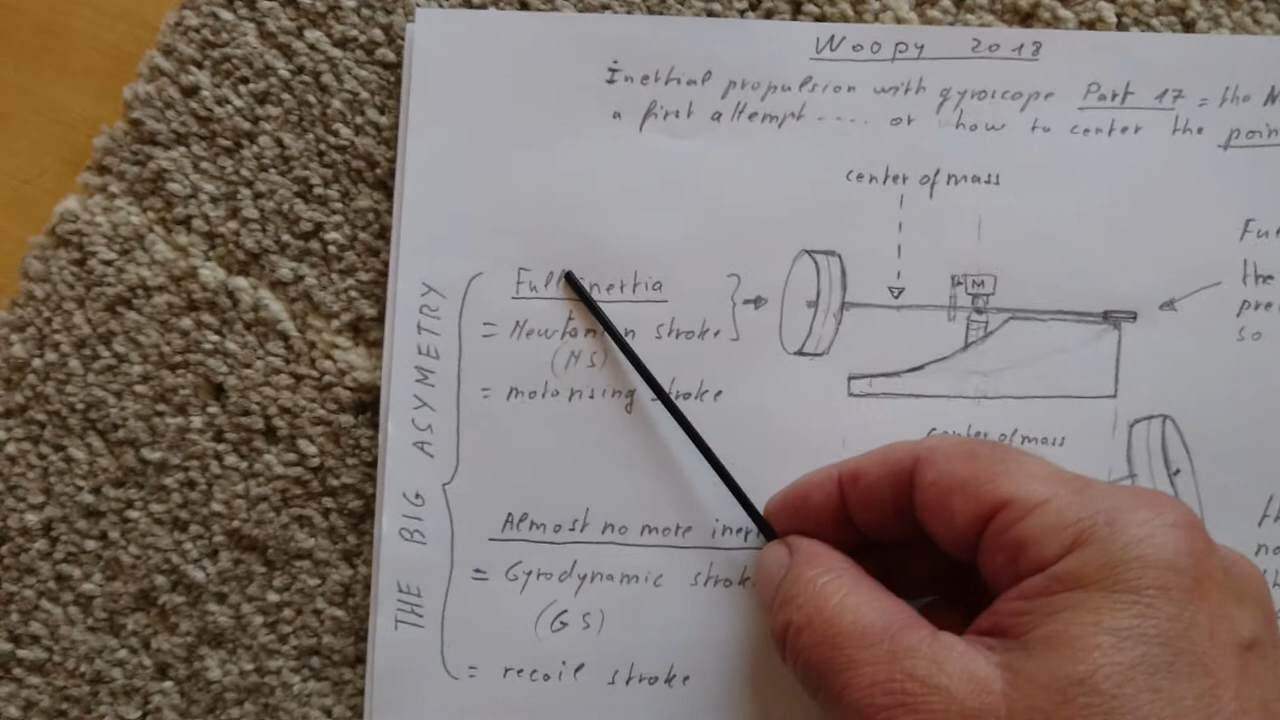 Woopy 2018
Inertial propulsion with gyroscope Part 17 = the
a first attempt .... or how to center the
center of mass
THE BIG ASYMETRY
Full inertia
= Newtonian stroke
(NS)
= motorising stroke
M
the
so
center of mass
Almost no more
= Gyrodynamic
(GS)
= recoil stroke